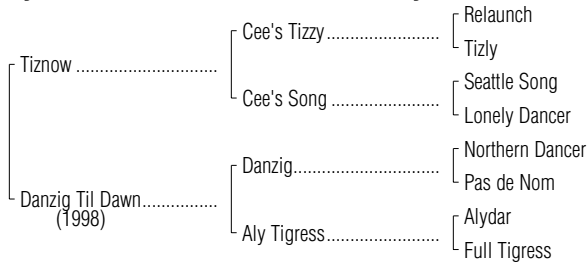 Relaunch
Cee's Tizzy
Tizly
Tiznow
Seattle Song
Cee's Song
Lonely Dancer
Northern Dancer
Danzig
Pas de Nom
Danzig Til Dawn
(1998)
Alydar
Aly Tigress
Full Tigress